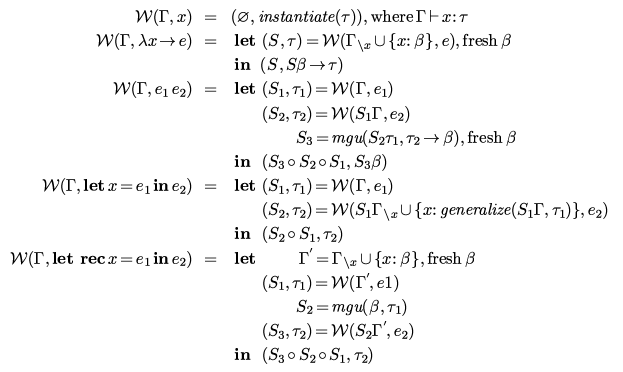 𝒲(Γ, x) = (∅, instantiate(τ)), where Γ ⊢ x: τ
𝒲(Γ, λx → e) = let (S, τ) = 𝒲(Γ\x ∪ {x: β}, e), fresh β
in (S, Sβ → τ)
𝒲(Γ, e₁ e₂) = let (S₁, τ₁) = 𝒲(Γ, e₁)
(S₂, τ₂) = 𝒲(S₁Γ, e₂)
S₃ = mgu(S₂τ₁, τ₂ → β), fresh β
in (S₃ ∘ S₂ ∘ S₁, S₃β)
𝒲(Γ, let x = e₁ in e₂) = let (S₁, τ₁) = 𝒲(Γ, e₁)
(S₂, τ₂) = 𝒲(S₁Γ\x ∪ {x: generalize(S₁Γ, τ₁)}, e₂)
in (S₂ ∘ S₁, τ₂)
𝒲(Γ, let rec x = e₁ in e₂) = let Γ′ = Γ\x ∪ {x: β}, fresh β
(S₁, τ₁) = 𝒲(Γ′, e1)
S₂ = mgu(β, τ₁)
(S₃, τ₂) = 𝒲(S₂Γ′, e₂)
in (S₃ ∘ S₂ ∘ S₁, τ₂)